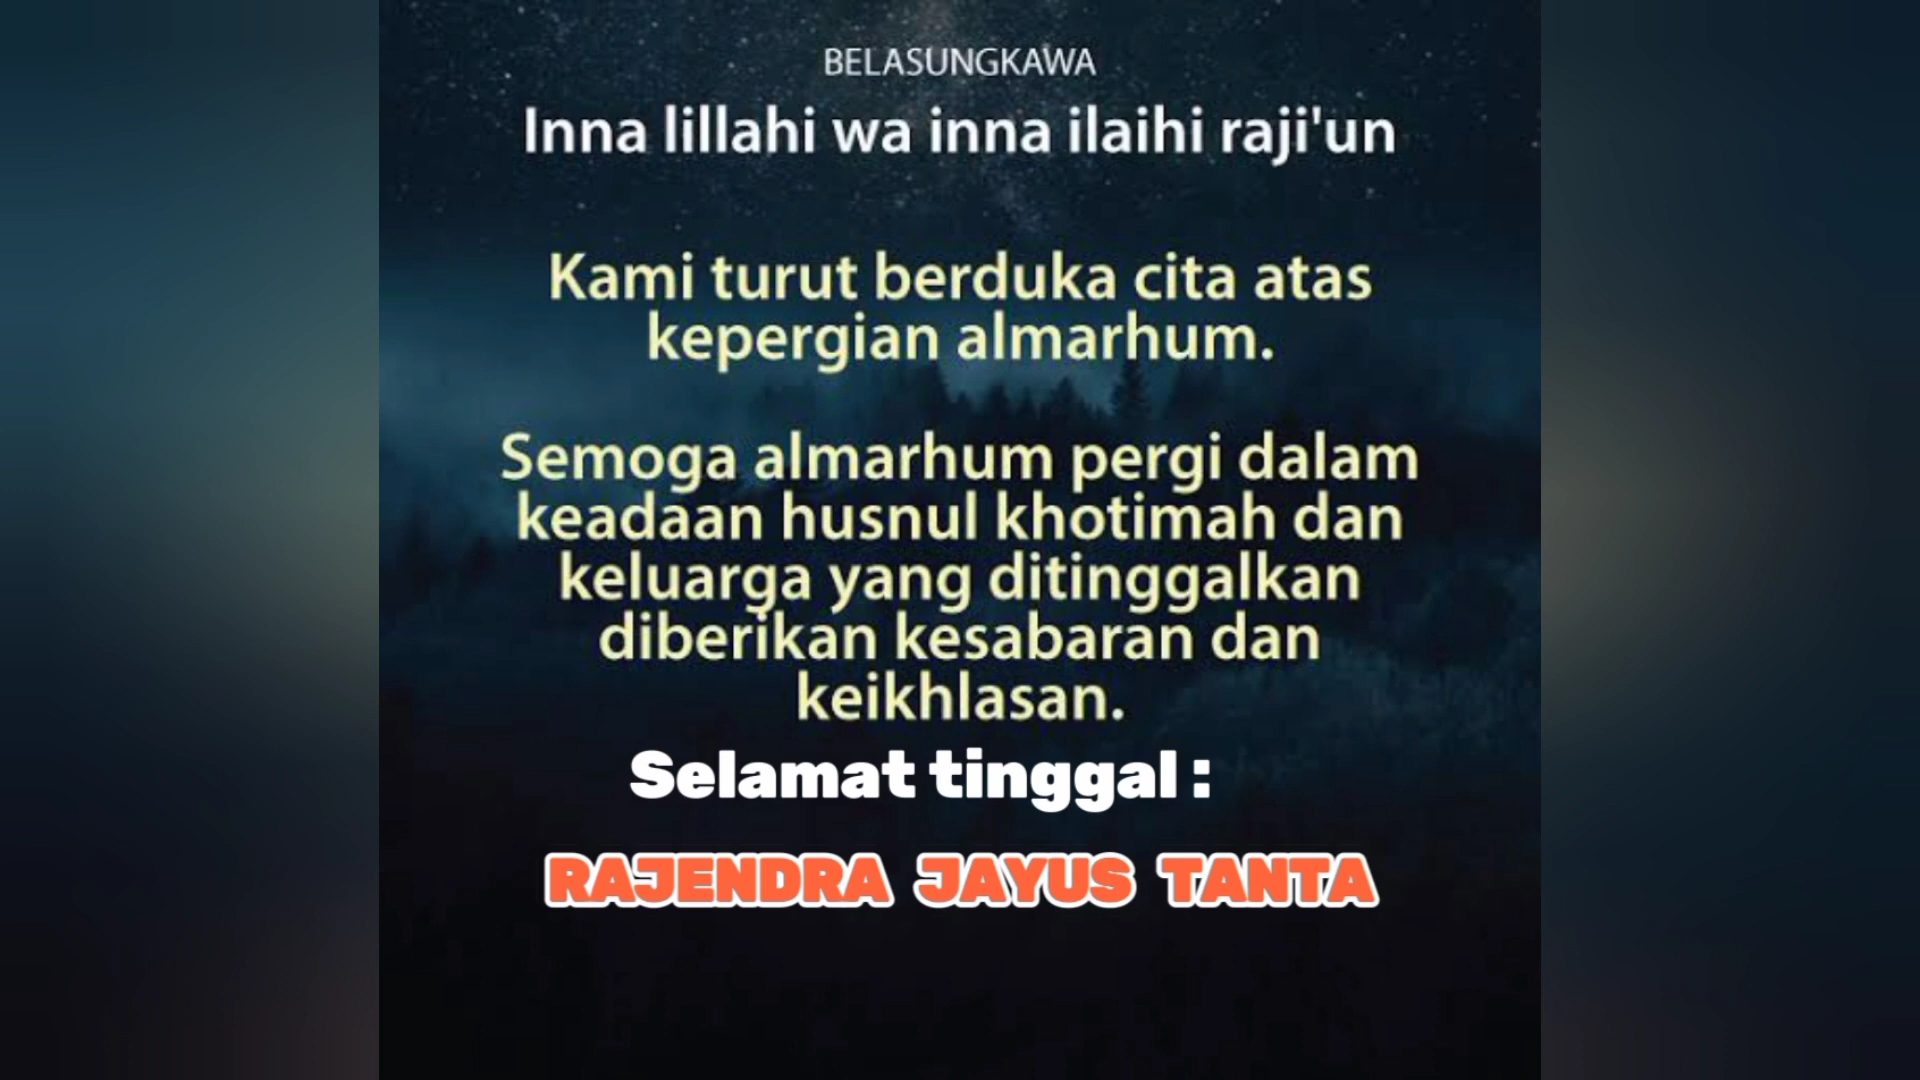 BELASUNGKAWA
Inna lillahi wa inna ilaihi raji'un
Kami turut berduka cita atas
kepergian almarhum.
Semoga almarhum pergi dalam
keadaan husnul khotimah dan
keluarga yang ditinggalkan
diberikan kesabaran dan
keikhlasan.
Selamat tinggal :
RAJENDRA JAYUS TANTA